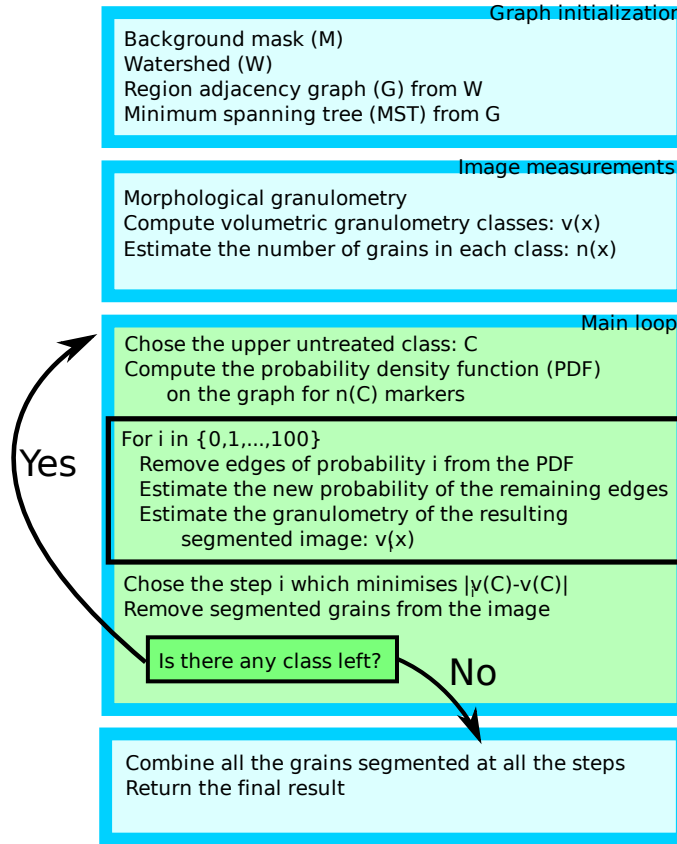 Graph initialization
Background mask (M)
Watershed (W)
Region adjacency graph (G) from W
Minimum spanning tree (MST) from G
Image measurements
Morphological granulometry
Compute volumetric granulometry classes: v(x)
Estimate the number of grains in each class: n(x)
Main loop
Chose the upper untreated class: C
Compute the probability density function (PDF)
on the graph for n(C) markers
For i in {0,1,...,100}
Remove edges of probability i from the PDF
Estimate the new probability of the remaining edges
Estimate the granulometry of the resulting
segmented image: vᵢ(x)
Chose the step i which minimises |vᵢ(C)-v(C)|
Remove segmented grains from the image
Is there any class left?
Yes
No
Combine all the grains segmented at all the steps
Return the final result